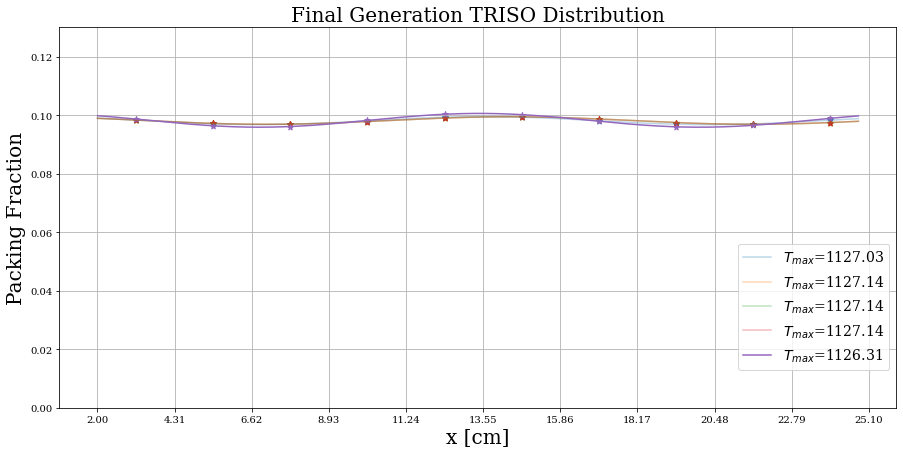 Final Generation TRISO Distribution
Packing Fraction
0.12
0.10
0.08
0.06
0.04
0.02
0.00
T_max=1127.03
T_max=1127.14
T_max=1127.14
T_max=1127.14
T_max=1126.31
2.00 4.31 6.62 8.93 11.24 13.55 15.86 18.17 20.48 22.79 25.10
x [cm]